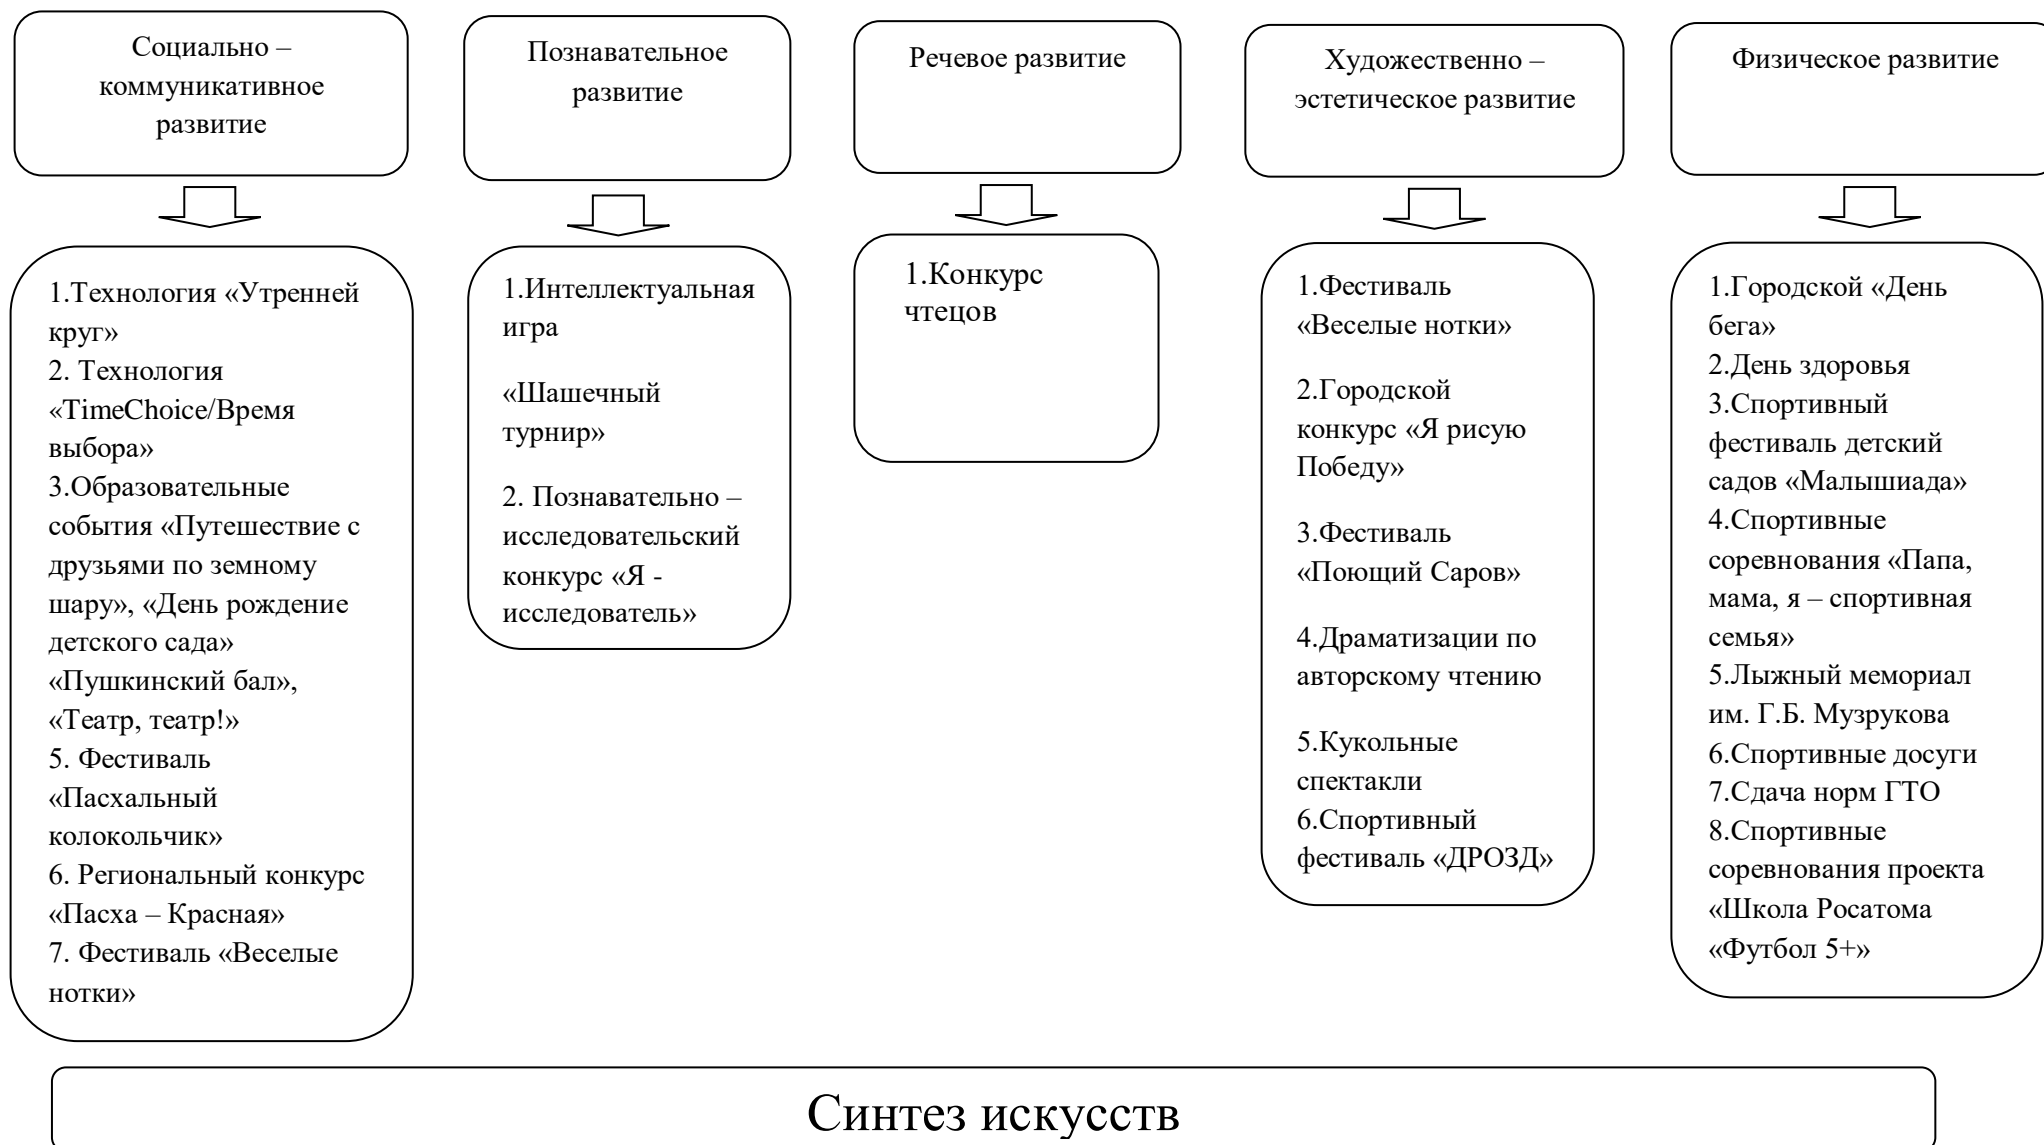 Социально –
коммуникативное
развитие
Познавательное
развитие
Речевое развитие
Художественно –
эстетическое развитие
Физическое развитие
1.Технология «Утренней
круг»
2. Технология
«TimeChoice/Время
выбора»
3.Образовательные
события «Путешествие с
друзьями по земному
шару», «День рождение
детского сада»
«Пушкинский бал»,
«Театр, театр!»
5. Фестиваль
«Пасхальный
колокольчик»
6. Региональный конкурс
«Пасха – Красная»
7. Фестиваль «Веселые
нотки»
1.Интеллектуальная
игра
«Шашечный
турнир»
2. Познавательно –
исследовательский
конкурс «Я -
исследователь»
1.Конкурс
чтецов
1.Фестиваль
«Веселые нотки»
2.Городской
конкурс «Я рисую
Победу»
3.Фестиваль
«Поющий Саров»
4.Драматизации по
авторскому чтению
5.Кукольные
спектакли
6.Спортивный
фестиваль «ДРОЗД»
1.Городской «День
бега»
2.День здоровья
3.Спортивный
фестиваль детский
садов «Малышиада»
4.Спортивные
соревнования «Папа,
мама, я – спортивная
семья»
5.Лыжный мемориал
им. Г.Б. Музрукова
6.Спортивные досуги
7.Сдача норм ГТО
8.Спортивные
соревнования проекта
«Школа Росатома
«Футбол 5+»
Синтез искусств